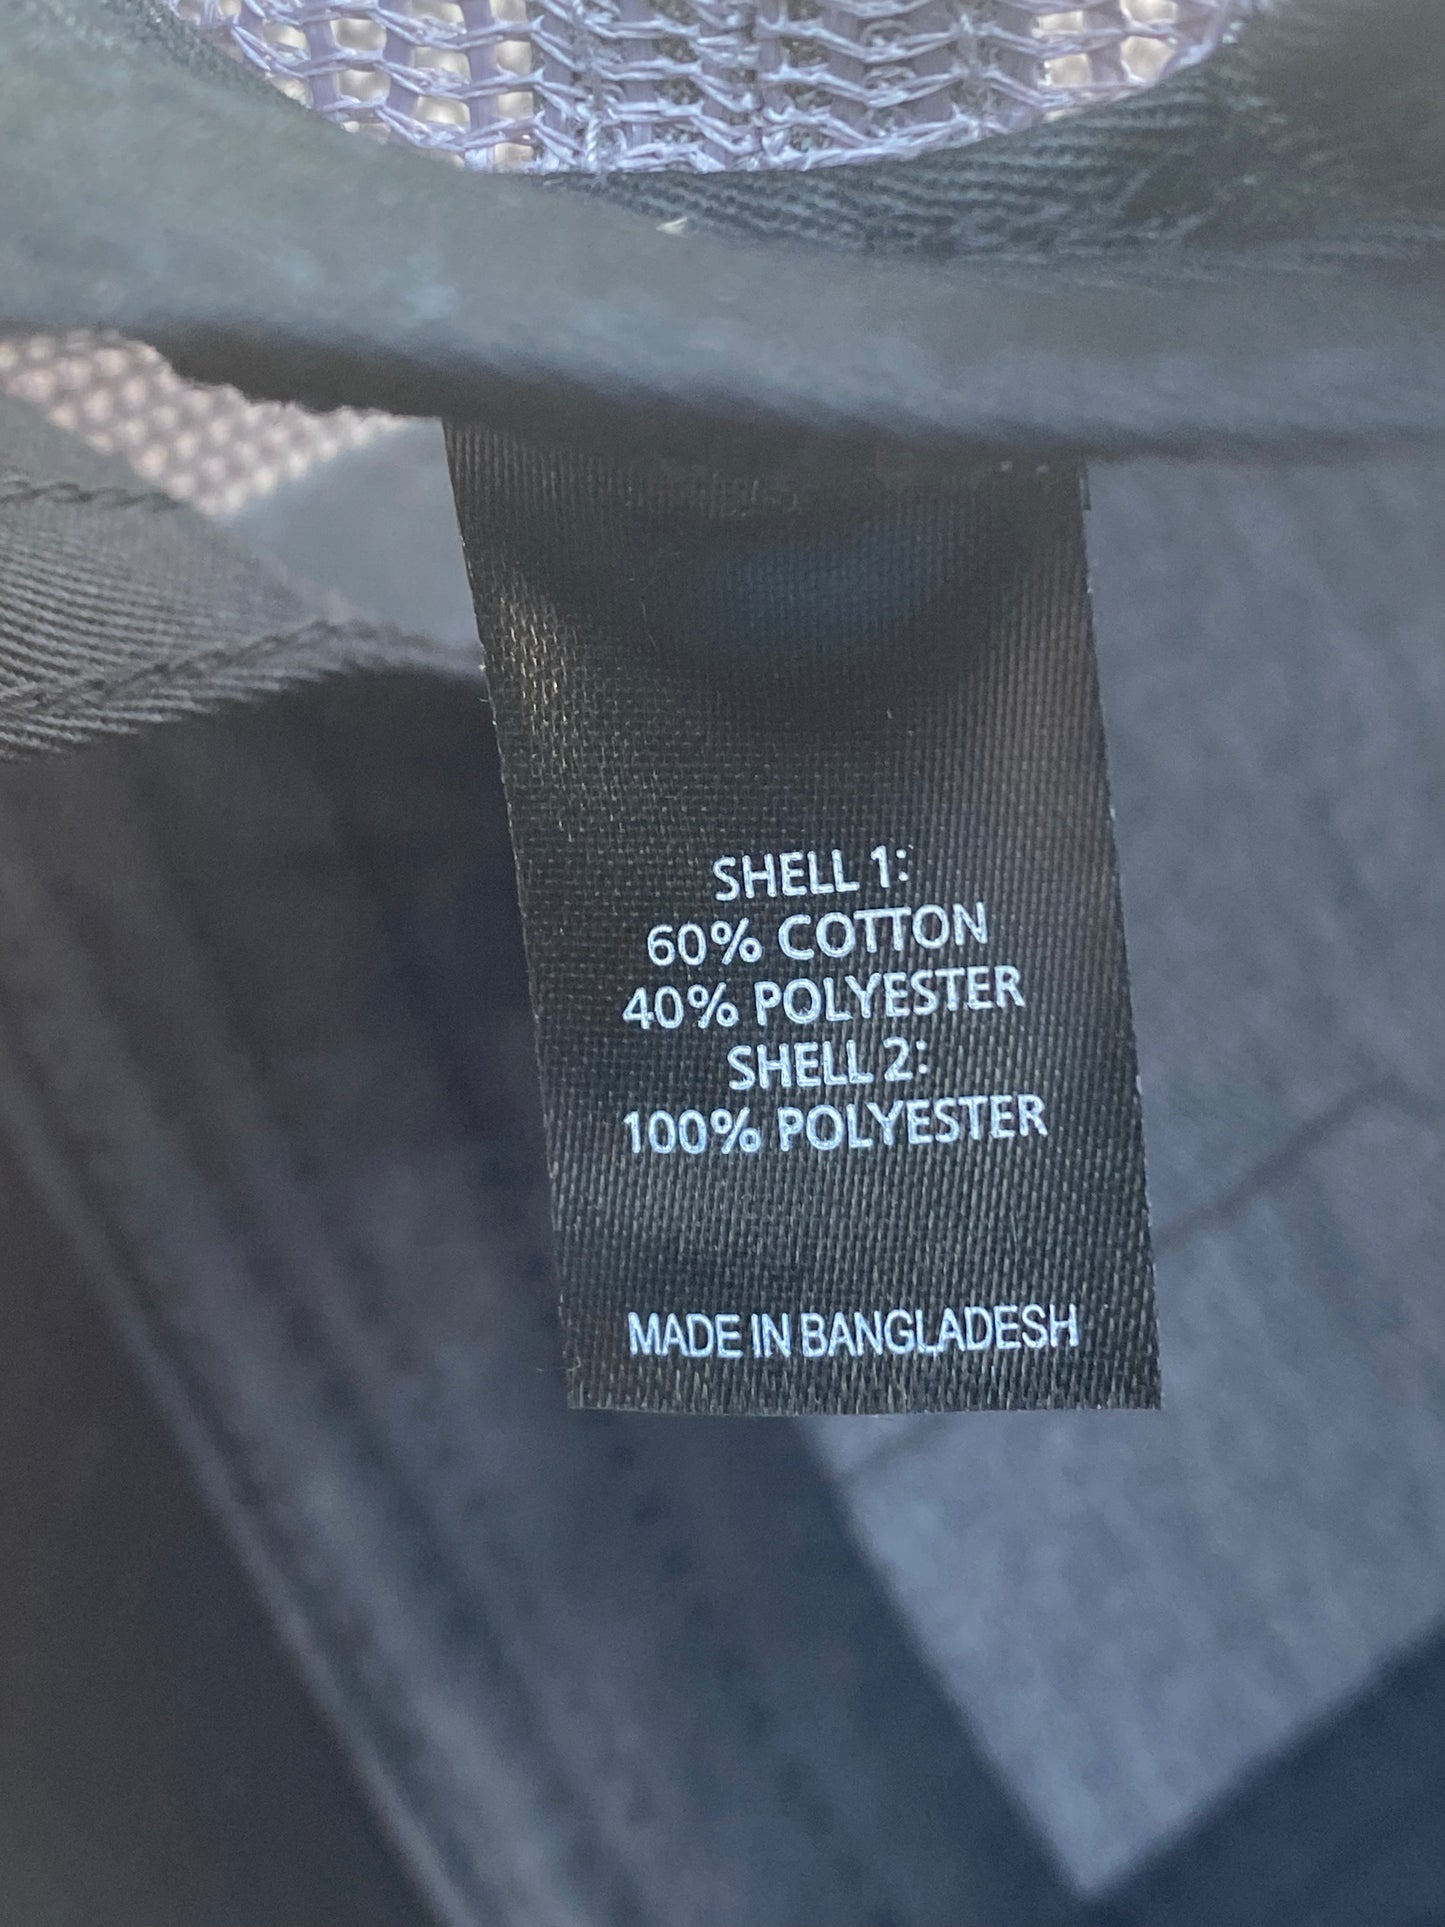 SHELL 1:
60% COTTON
40% POLYESTER
SHELL 2:
100% POLYESTER
MADE IN BANGLADESH